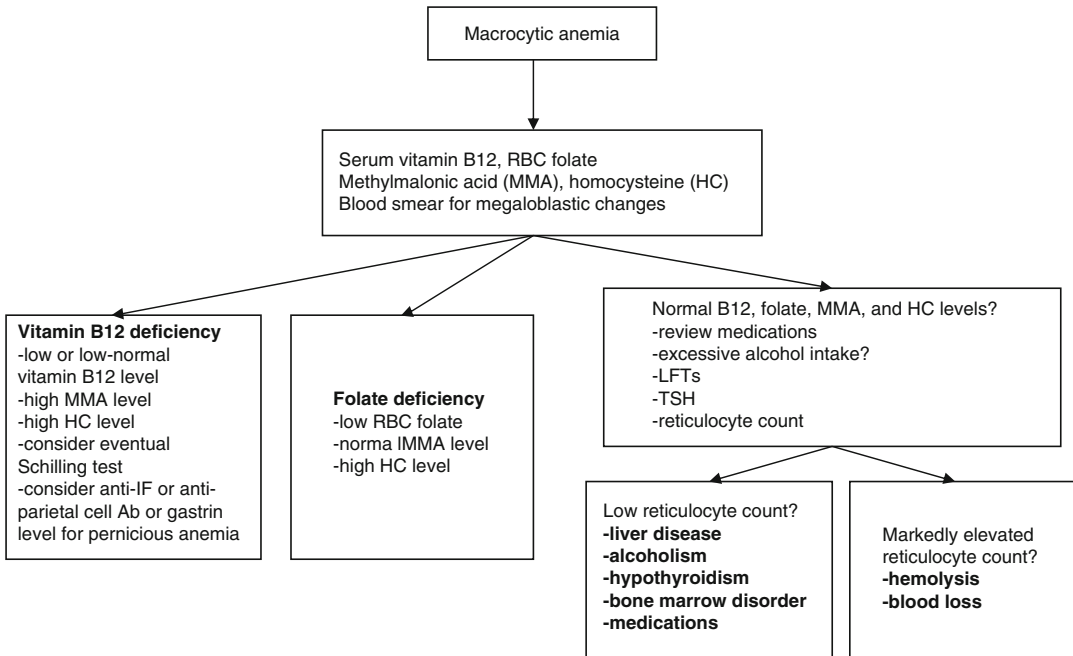 Macrocytic anemia
Serum vitamin B12, RBC folate
Methylmalonic acid (MMA), homocysteine (HC)
Blood smear for megaloblastic changes
Vitamin B12 deficiency
-low or low-normal
vitamin B12 level
-high MMA level
-high HC level
-consider eventual
Schilling test
-consider anti-IF or anti-
parietal cell Ab or gastrin
level for pernicious anemia
Folate deficiency
-low RBC folate
-norma lMMA level
-high HC level
Normal B12, folate, MMA, and HC levels?
-review medications
-excessive alcohol intake?
-LFTs
-TSH
-reticulocyte count
Low reticulocyte count?
-liver disease
-alcoholism
-hypothyroidism
-bone marrow disorder
-medications
Markedly elevated
reticulocyte count?
-hemolysis
-blood loss